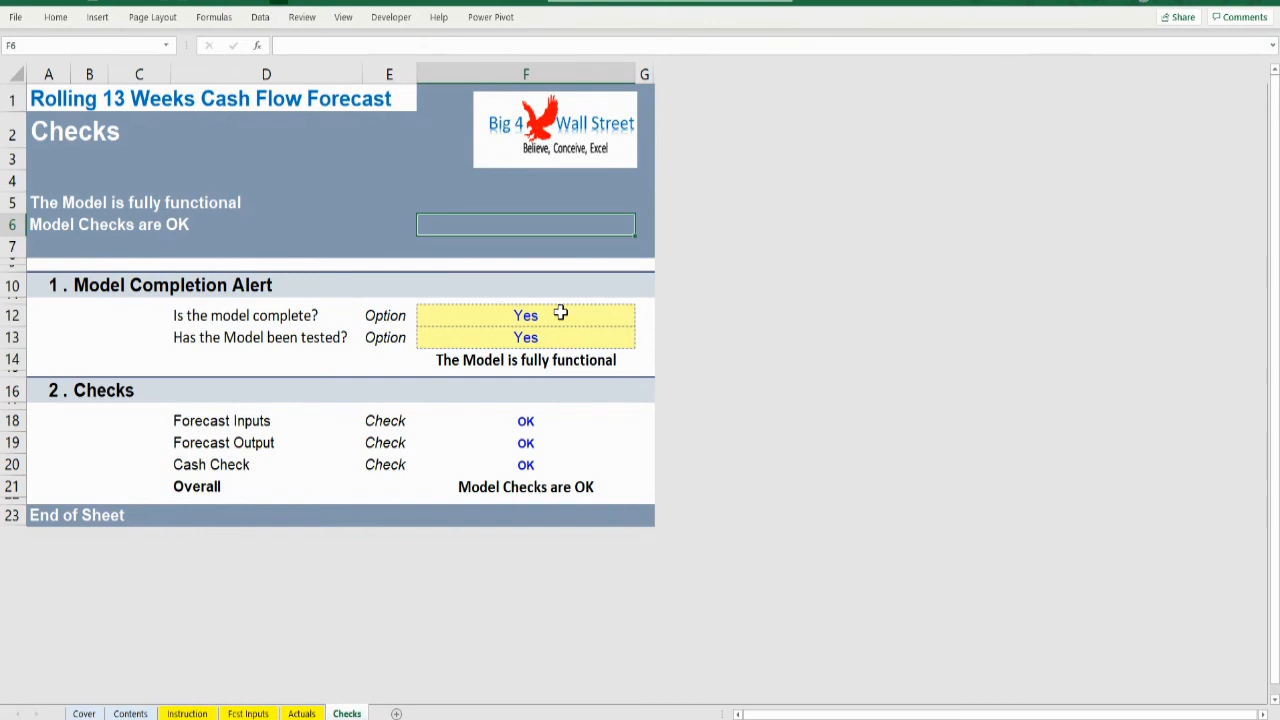 File Home Insert Page Layout Formulas Data Review View Developer Help Power Pivot Share Comments
F6 fx
A B C D E F G
1 Rolling 13 Weeks Cash Flow Forecast
Big 4 Wall Street
Believe, Conceive, Excel
2 Checks
3
4
5 The Model is fully functional
6 Model Checks are OK
7
10 1 . Model Completion Alert
12 Is the model complete? Option Yes
13 Has the Model been tested? Option Yes
14 The Model is fully functional
16 2 . Checks
18 Forecast Inputs Check OK
19 Forecast Output Check OK
20 Cash Check Check OK
21 Overall Model Checks are OK
23 End of Sheet
Cover Contents Instruction Fcst Inputs Actuals Checks